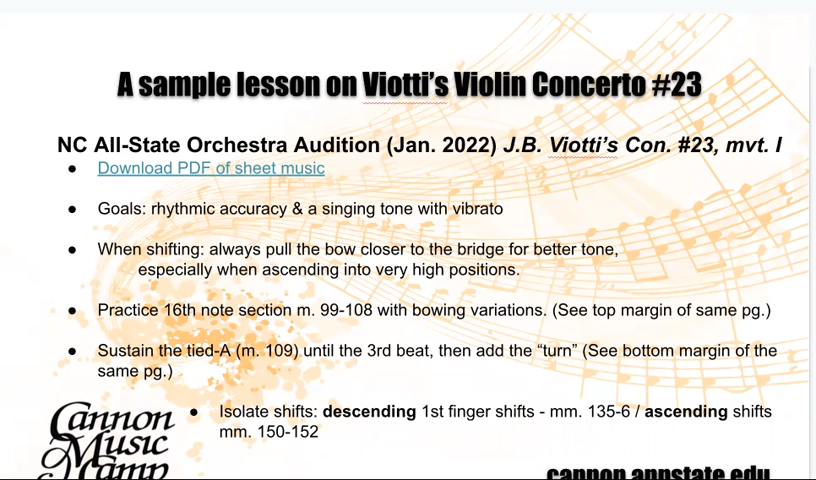 A sample lesson on Viotti's Violin Concerto #23
NC All-State Orchestra Audition (Jan. 2022) J.B. Viotti's Con. #23, mvt. I
● Download PDF of sheet music
● Goals: rhythmic accuracy & a singing tone with vibrato
● When shifting: always pull the bow closer to the bridge for better tone,
especially when ascending into very high positions.
● Practice 16th note section m. 99-108 with bowing variations. (See top margin of same pg.)
● Sustain the tied-A (m. 109) until the 3rd beat, then add the “turn” (See bottom margin of the
same pg.)
● Isolate shifts: descending 1st finger shifts - mm. 135-6 / ascending shifts
mm. 150-152
Cannon
Music
Camp
cannon.appstate.edu